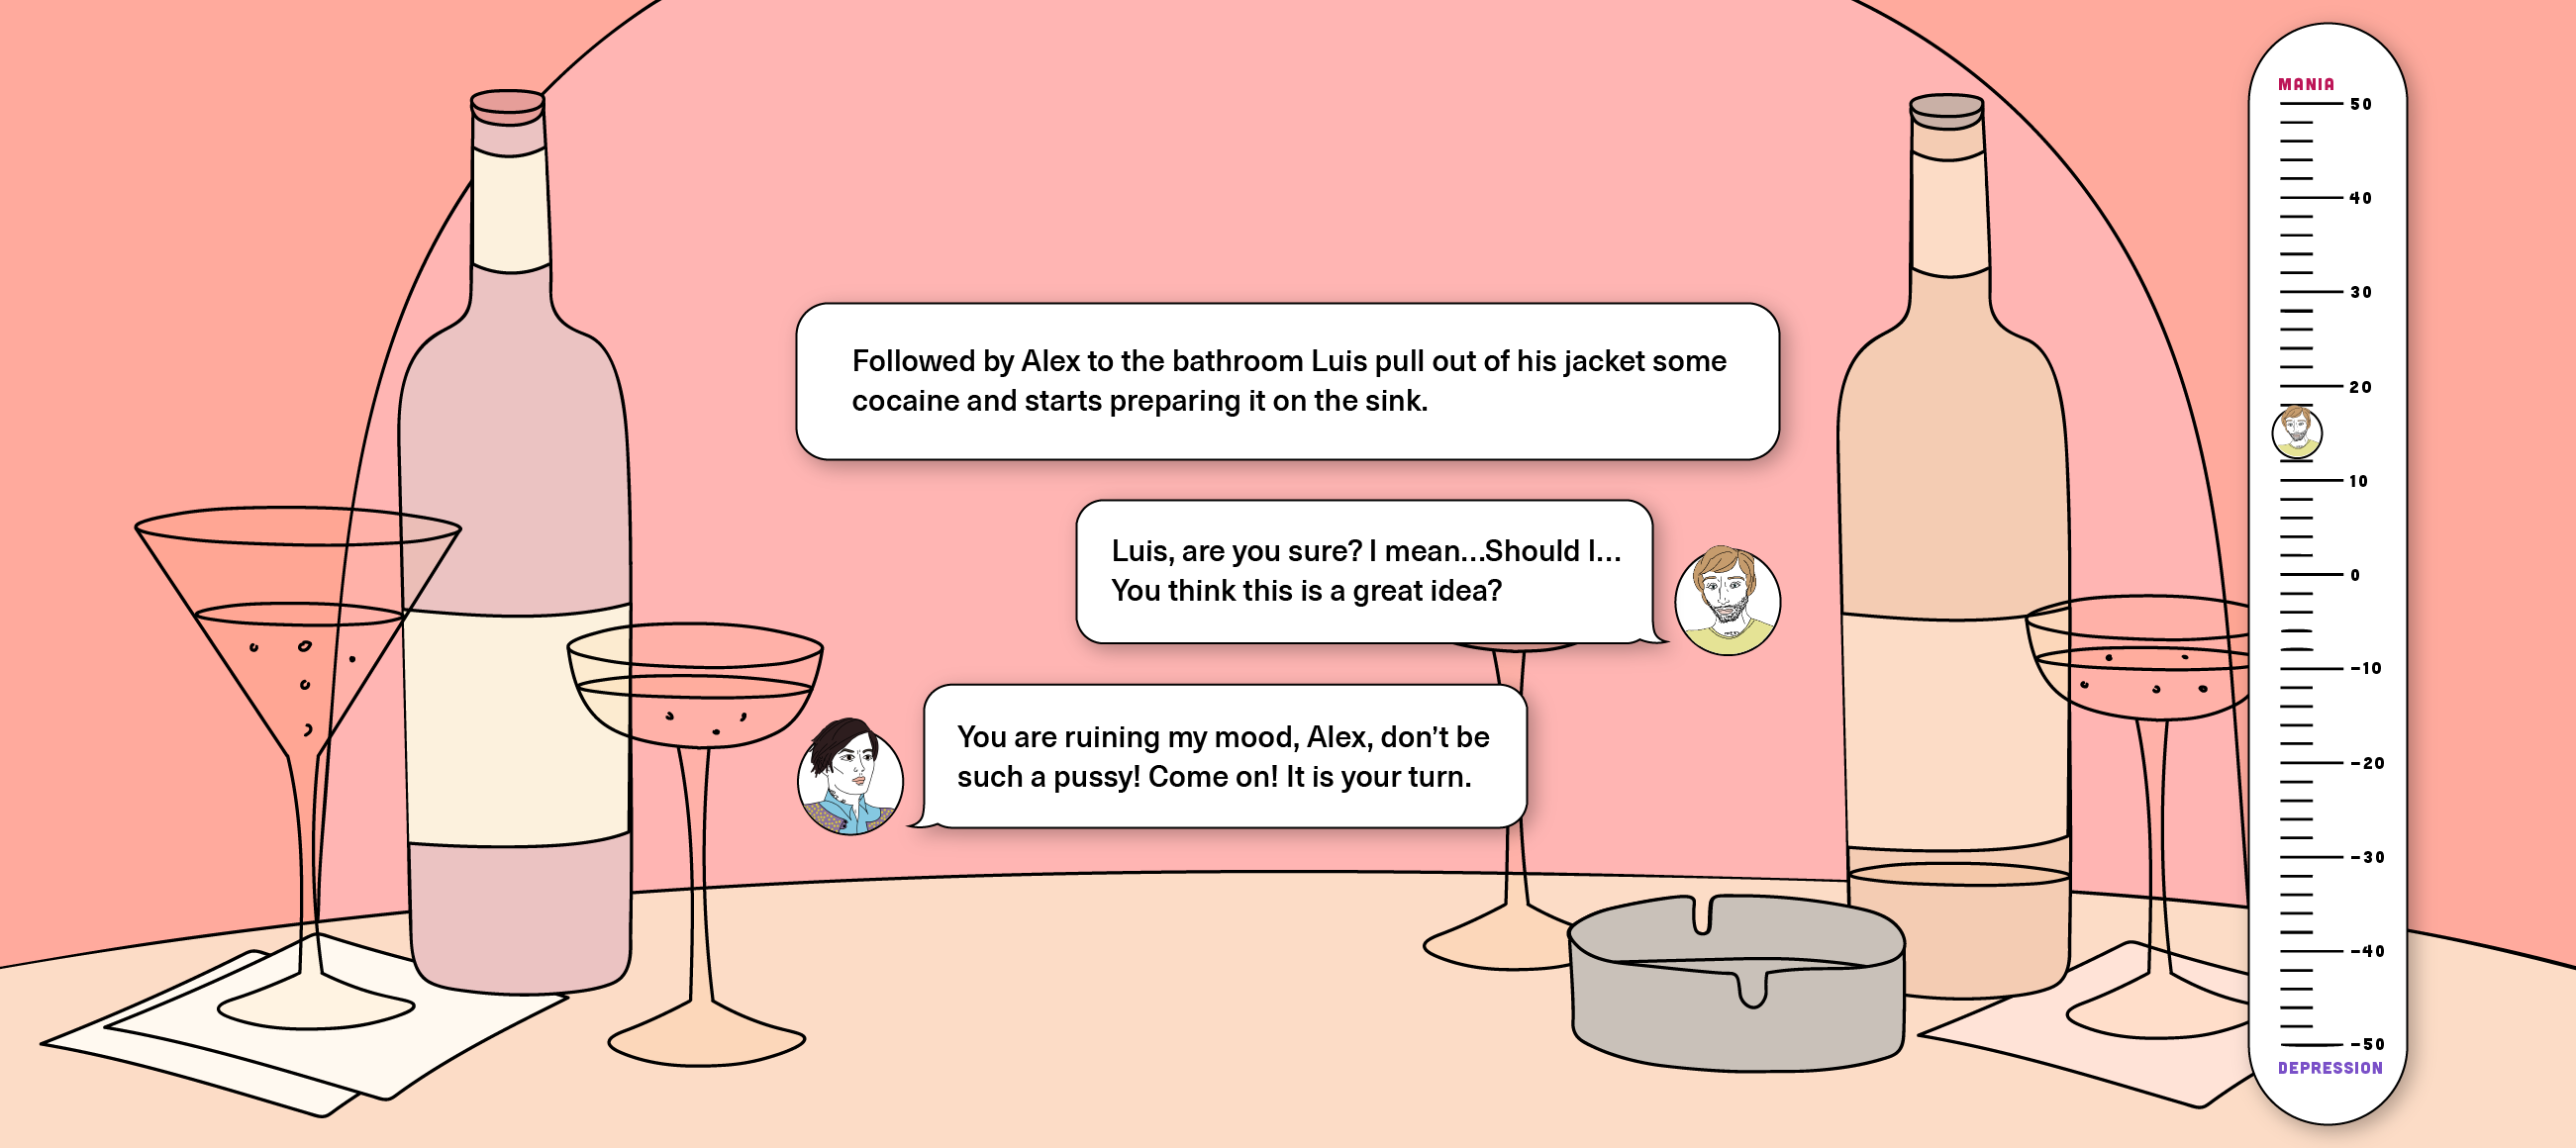 Followed by Alex to the bathroom Luis pull out of his jacket some
cocaine and starts preparing it on the sink.
Luis, are you sure? I mean...Should I...
You think this is a great idea?
You are ruining my mood, Alex, don’t be
such a pussy! Come on! It is your turn.
MANIA
50
40
30
20
10
0
-10
-20
-30
-40
-50
DEPRESSION